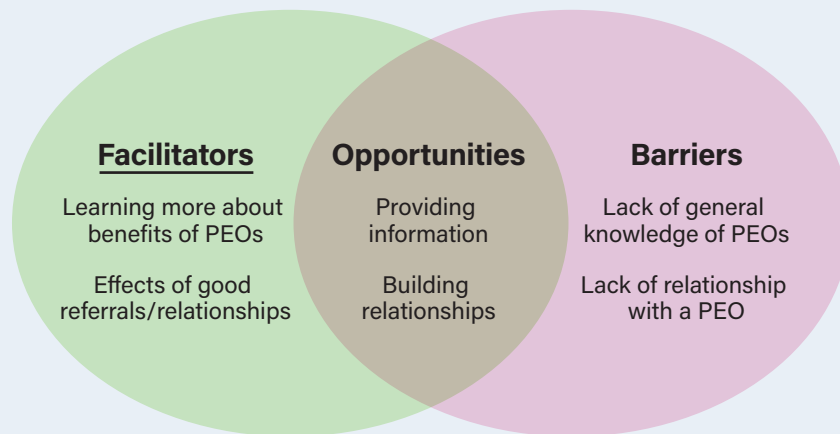 Facilitators
Learning more about
benefits of PEOs
Effects of good
referrals/relationships
Opportunities
Providing
information
Building
relationships
Barriers
Lack of general
knowledge of PEOs
Lack of relationship
with a PEO